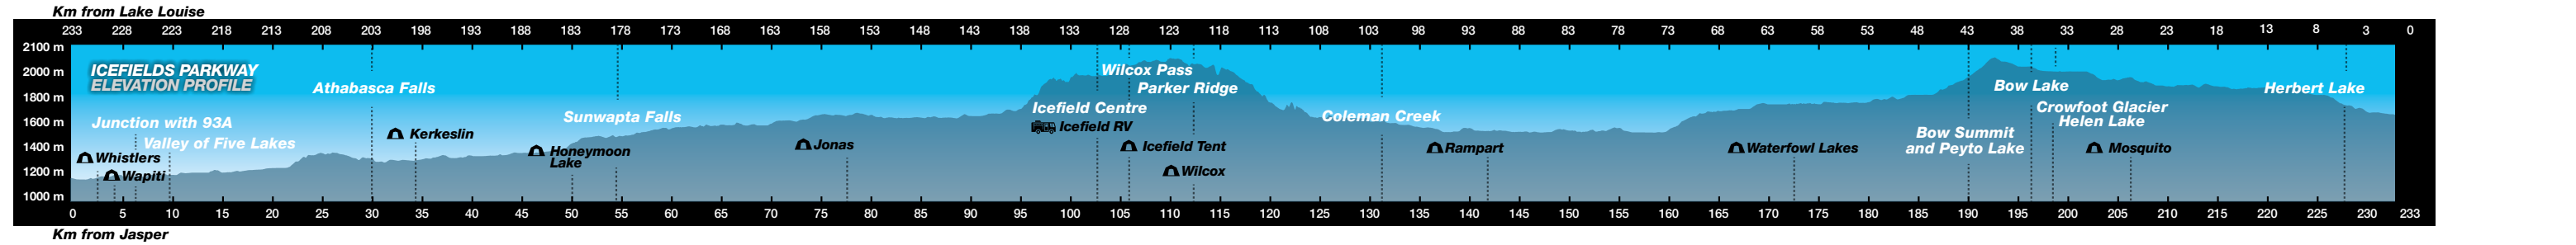 Km from Lake Louise
233 228 223 218 213 208 203 198 193 188 183 178 173 168 163 158 153 148 143 138 133 128 123 118 113 108 103 98 93 88 83 78 73 68 63 58 53 48 43 38 33 28 23 18 13 8 3 0
2100 m
2000 m
1800 m
1600 m
1400 m
1200 m
1000 m
ICEFIELDS PARKWAY
ELEVATION PROFILE
Junction with 93A
Valley of Five Lakes
Whistlers
Wapiti
Athabasca Falls
Kerkeslin
Sunwapta Falls
Honeymoon
Lake
Jonas
Wilcox Pass
Parker Ridge
Icefield Centre
Icefield RV
Icefield Tent
Wilcox
Coleman Creek
Rampart
Waterfowl Lakes
Bow Summit
and Peyto Lake
Bow Lake
Crowfoot Glacier
Helen Lake
Mosquito
Herbert Lake
0 5 10 15 20 25 30 35 40 45 50 55 60 65 70 75 80 85 90 95 100 105 110 115 120 125 130 135 140 145 150 155 160 165 170 175 180 185 190 195 200 205 210 215 220 225 230 233
Km from Jasper